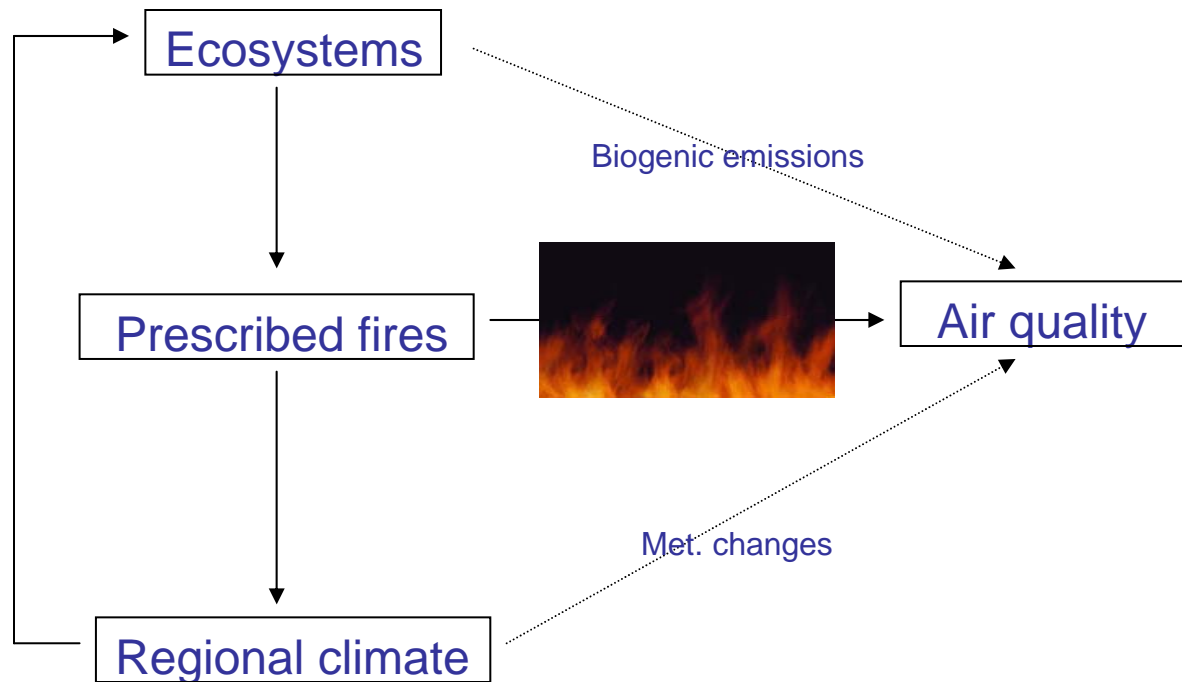 Ecosystems
Biogenic emissions
Prescribed fires
Air quality
Met. changes
Regional climate